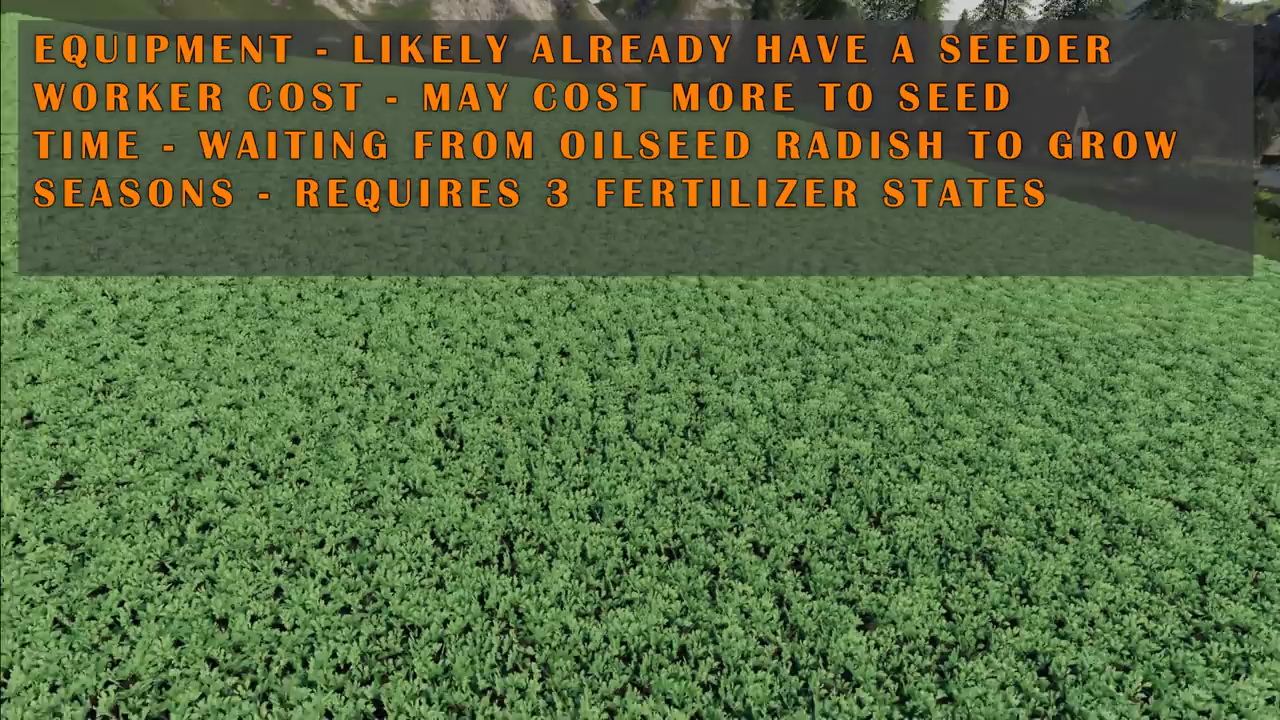 EQUIPMENT - LIKELY ALREADY HAVE A SEEDER
WORKER COST - MAY COST MORE TO SEED
TIME - WAITING FROM OILSEED RADISH TO GROW
SEASONS - REQUIRES 3 FERTILIZER STATES